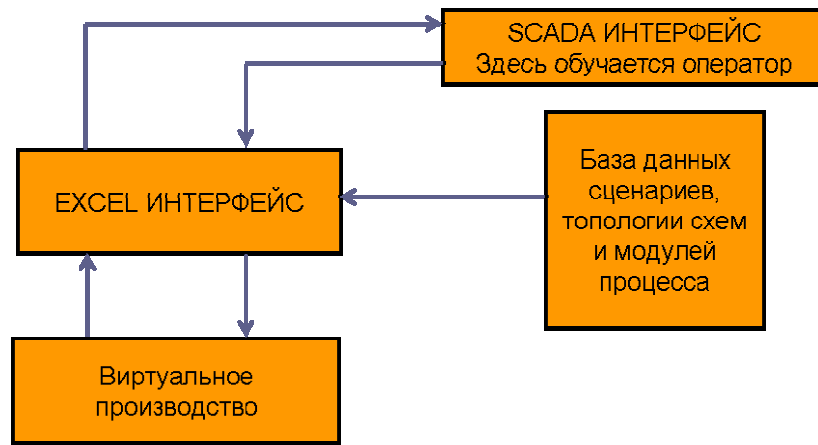 SCADA ИНТЕРФЕЙС
Здесь обучается оператор
EXCEL ИНТЕРФЕЙС
База данных
сценариев,
топологии схем
и модулей
процесса
Виртуальное
производство